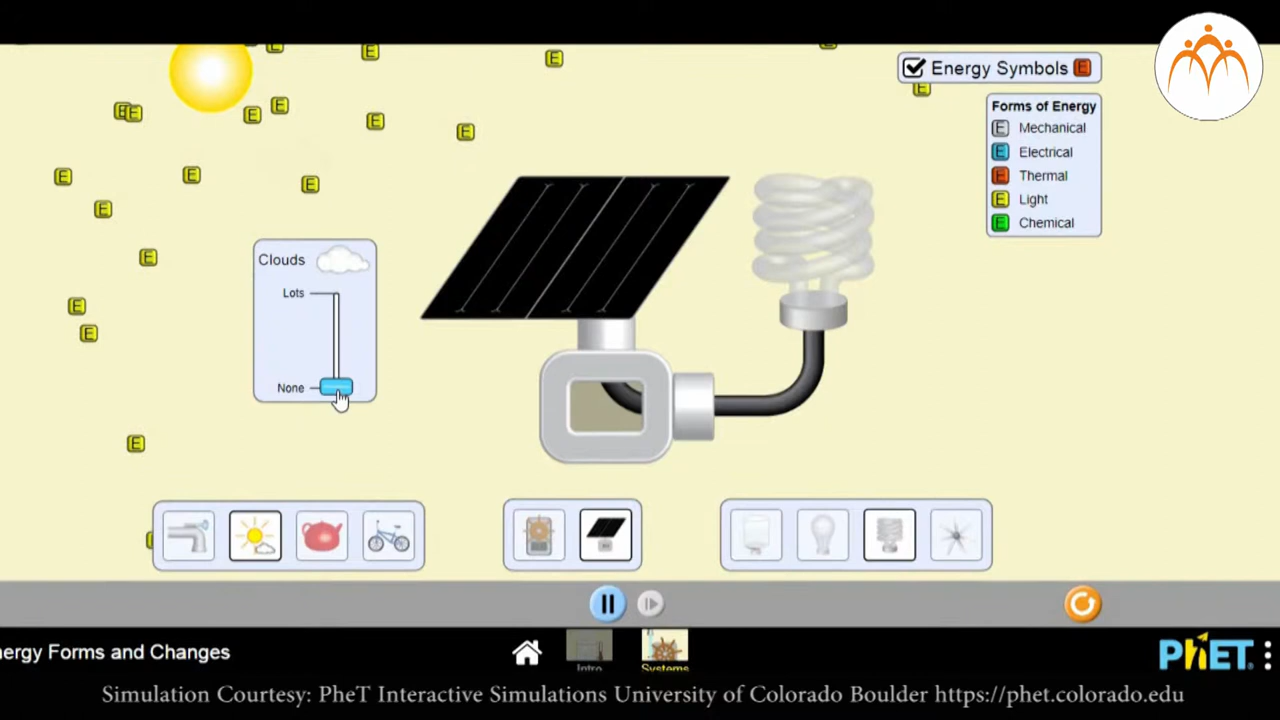 Energy Symbols E
Forms of Energy
E Mechanical
E Electrical
E Thermal
E Light
E Chemical
Clouds
Lots
None
ergy Forms and Changes
Intro
Systems
PhET
Simulation Courtesy: PheT Interactive Simulations University of Colorado Boulder https://phet.colorado.edu